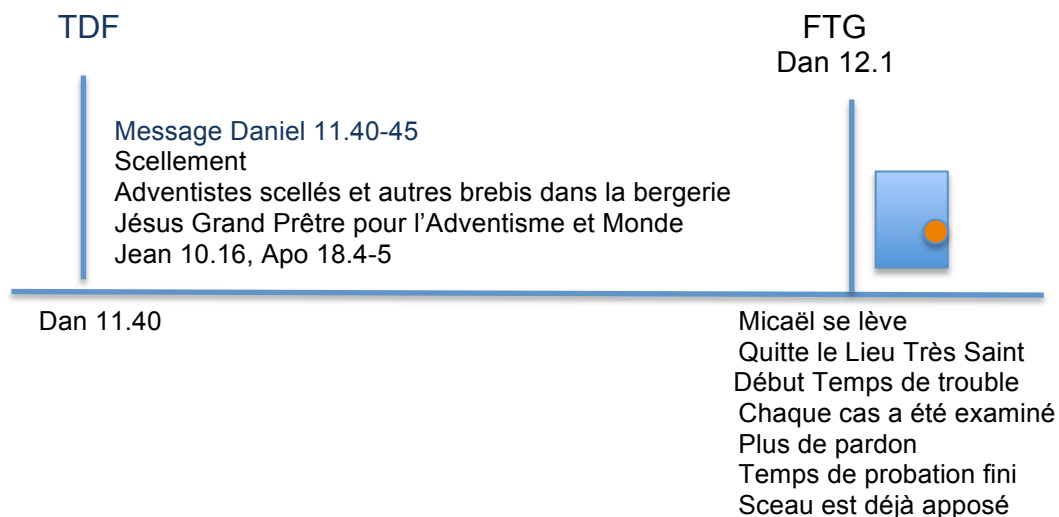 TDF
FTG
Dan 12.1
Message Daniel 11.40-45
Scellement
Adventistes scellés et autres brebis dans la bergerie
Jésus Grand Prêtre pour l’Adventisme et Monde
Jean 10.16, Apo 18.4-5
Dan 11.40
Micaël se lève
Quitte le Lieu Très Saint
Début Temps de trouble
Chaque cas a été examiné
Plus de pardon
Temps de probation fini
Sceau est déjà apposé